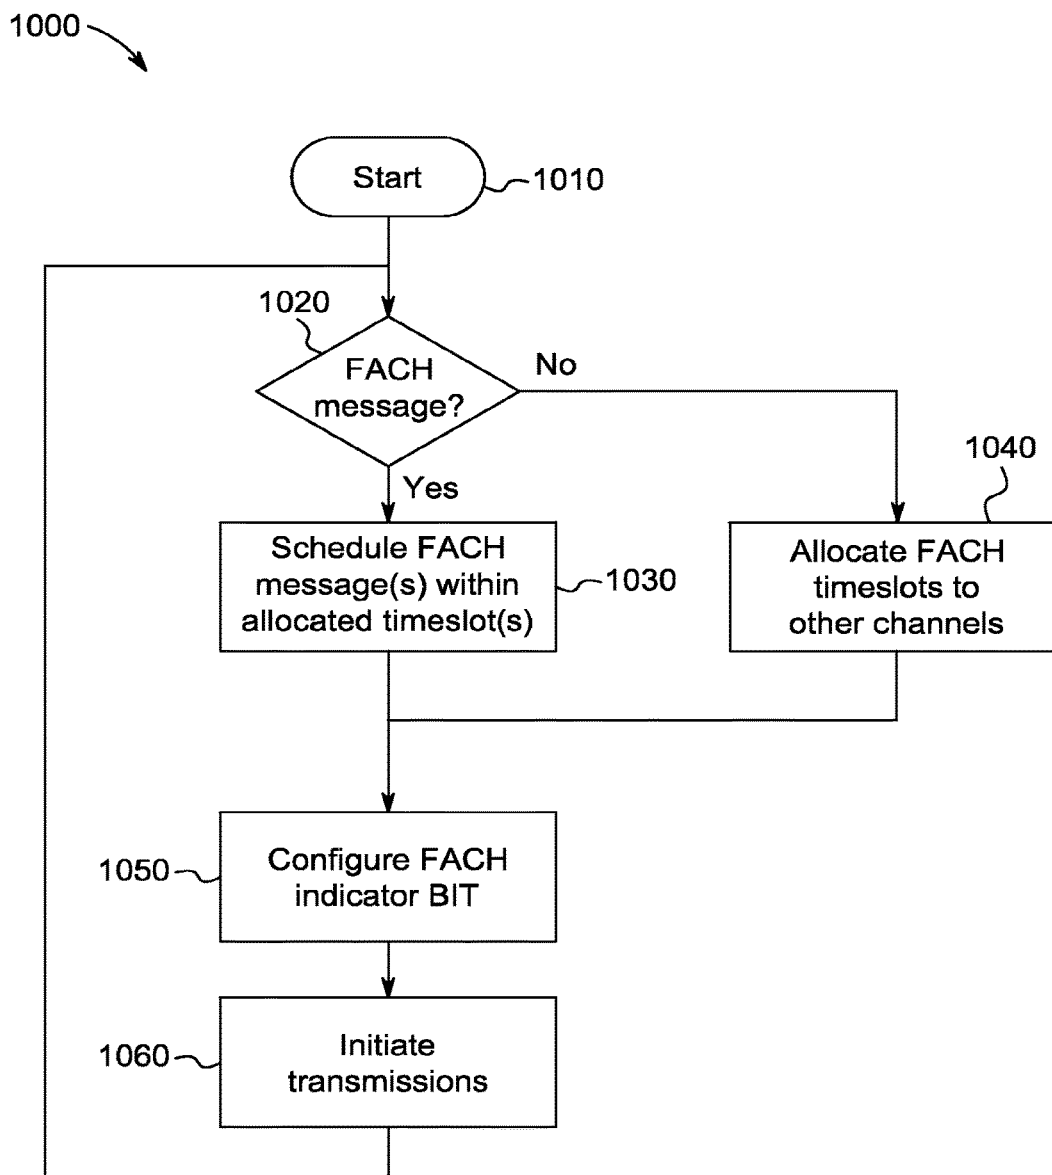 1000
Start
1010
1020
FACH
message?
No
Yes
1040
Schedule FACH
message(s) within
allocated timeslot(s)
1030
Allocate FACH
timeslots to
other channels
1050
Configure FACH
indicator BIT
1060
Initiate
transmissions